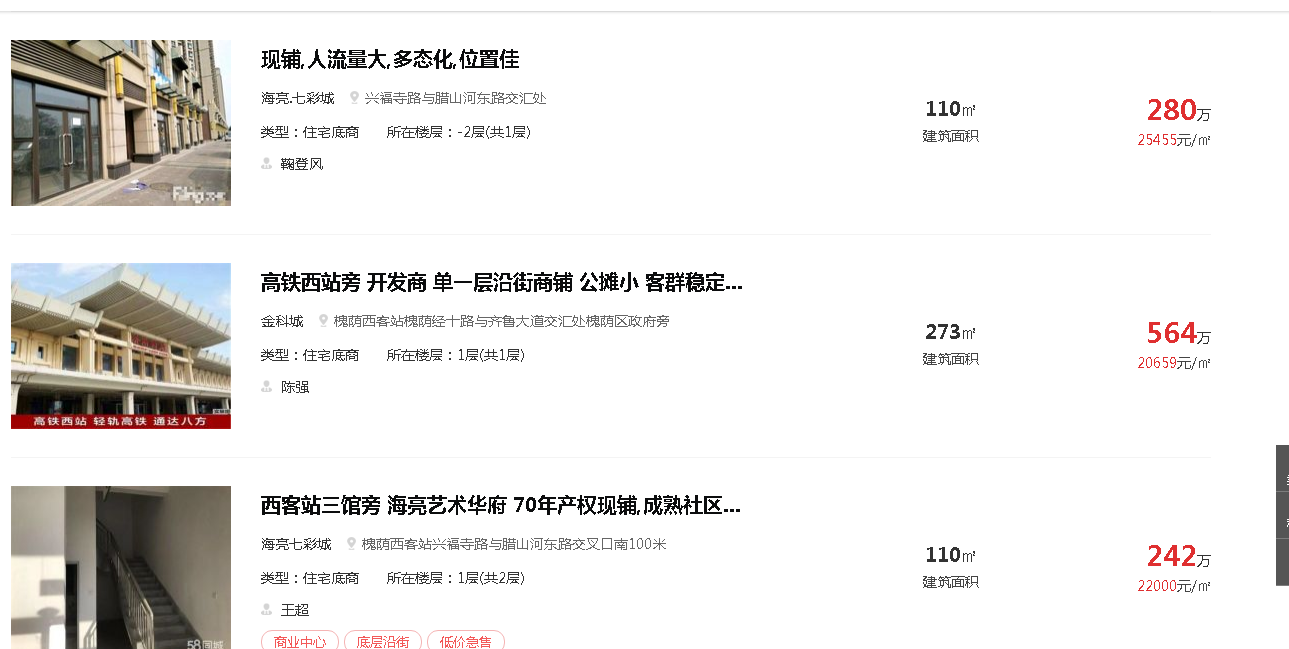 现铺,人流量大,多态化,位置佳
海亮.七彩城 兴福寺路与腊山河东路交汇处
类型：住宅底商 所在楼层：-2层(共1层)
鞠登风
110㎡
建筑面积
280万
25455元/㎡
高铁西站旁 开发商 单一层沿街商铺 公摊小 客群稳定...
金科城 槐荫西客站槐荫经十路与齐鲁大道交汇处槐荫区政府旁
类型：住宅底商 所在楼层：1层(共1层)
陈强
273㎡
建筑面积
564万
20659元/㎡
高铁西站 轻轨高铁 通达八方
西客站三馆旁 海亮艺术华府 70年产权现铺,成熟社区...
海亮七彩城 槐荫西客站兴福寺路与腊山河东路交叉口南100米
类型：住宅底商 所在楼层：1层(共2层)
王超
商业中心 底层沿街 低价急售
110㎡
建筑面积
242万
22000元/㎡
58同城